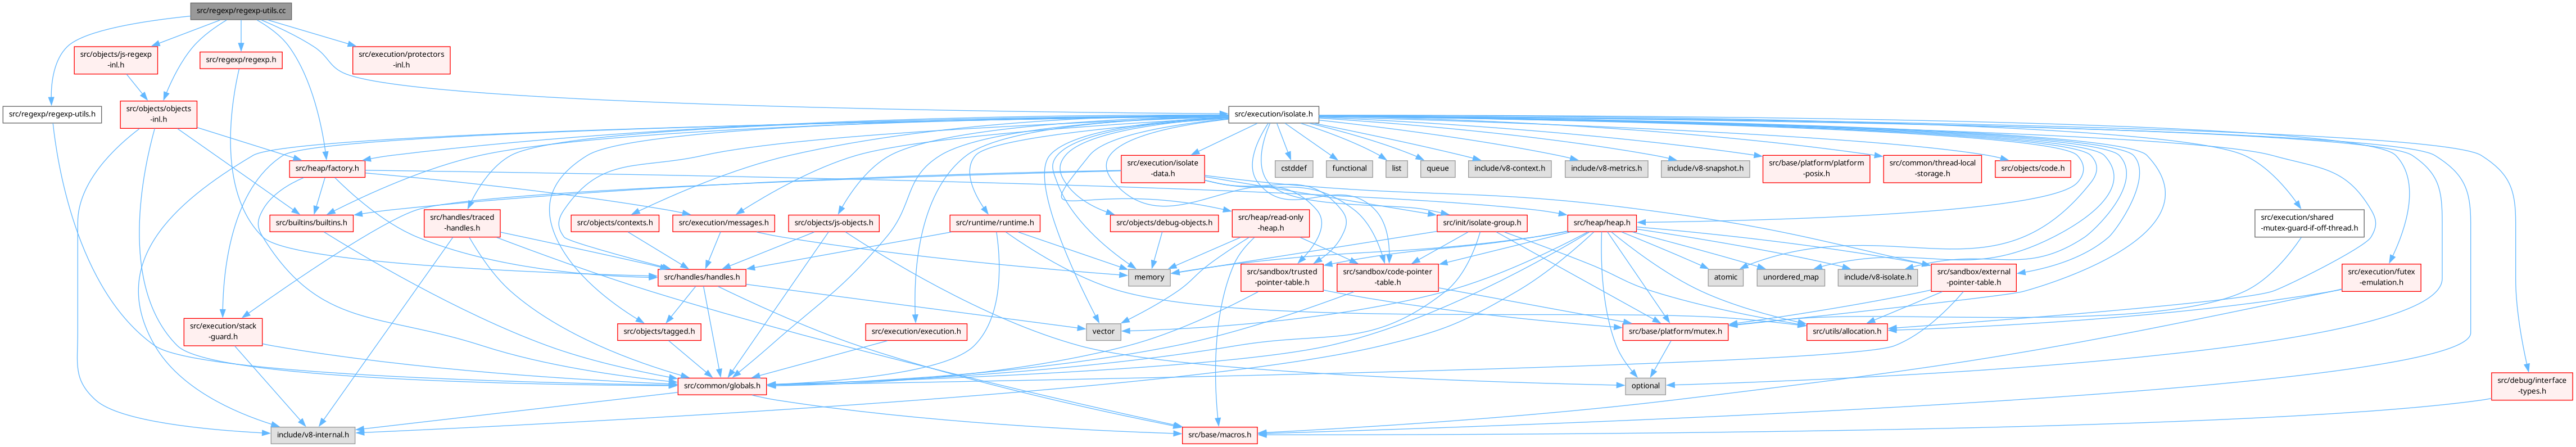 src/regexp/regexp-utils.cc
src/objects/js-regexp
-inl.h
src/regexp/regexp.h
src/execution/protectors
-inl.h
src/regexp/regexp-utils.h
src/objects/objects
-inl.h
src/execution/isolate.h
src/heap/factory.h
src/execution/isolate
-data.h
cstddef
functional
list
queue
include/v8-context.h
include/v8-metrics.h
include/v8-snapshot.h
src/base/platform/platform
-posix.h
src/common/thread-local
-storage.h
src/objects/code.h
src/builtins/builtins.h
src/handles/traced
-handles.h
src/objects/contexts.h
src/execution/messages.h
src/objects/js-objects.h
src/runtime/runtime.h
src/objects/debug-objects.h
src/heap/read-only
-heap.h
src/init/isolate-group.h
src/heap/heap.h
src/execution/shared
-mutex-guard-if-off-thread.h
src/handles/handles.h
memory
src/sandbox/trusted
-pointer-table.h
src/sandbox/code-pointer
-table.h
atomic
unordered_map
include/v8-isolate.h
src/sandbox/external
-pointer-table.h
src/execution/futex
-emulation.h
src/execution/stack
-guard.h
src/objects/tagged.h
src/execution/execution.h
vector
src/base/platform/mutex.h
src/utils/allocation.h
src/common/globals.h
optional
src/debug/interface
-types.h
include/v8-internal.h
src/base/macros.h